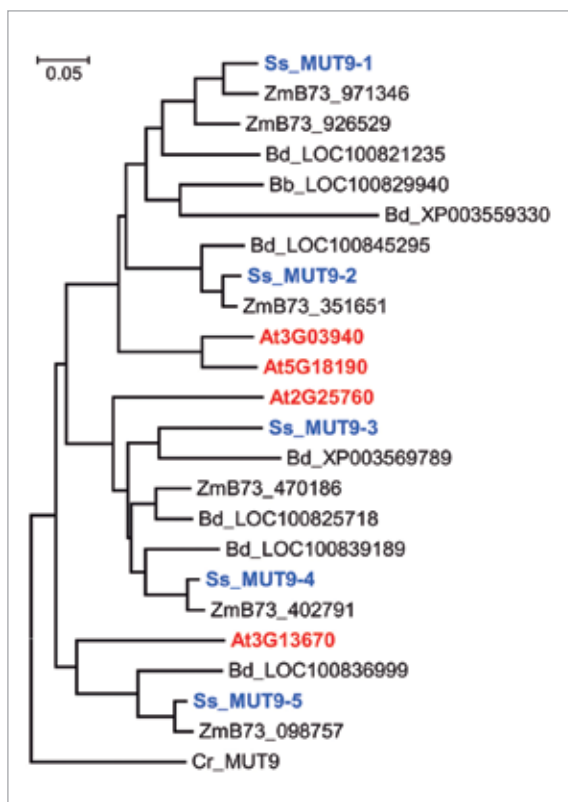 Ss_MUT9-1
0.05
ZmB73_971346
ZmB73_926529
Bd_LOC100821235
Bb_LOC100829940
Bd_XP003559330
Bd_LOC100845295
Ss_MUT9-2
ZmB73_351651
At3G03940
At5G18190
At2G25760
Ss_MUT9-3
Bd_XP003569789
ZmB73_470186
Bd_LOC100825718
Bd_LOC100839189
Ss_MUT9-4
ZmB73_402791
At3G13670
Bd_LOC100836999
Ss_MUT9-5
ZmB73_098757
Cr_MUT9